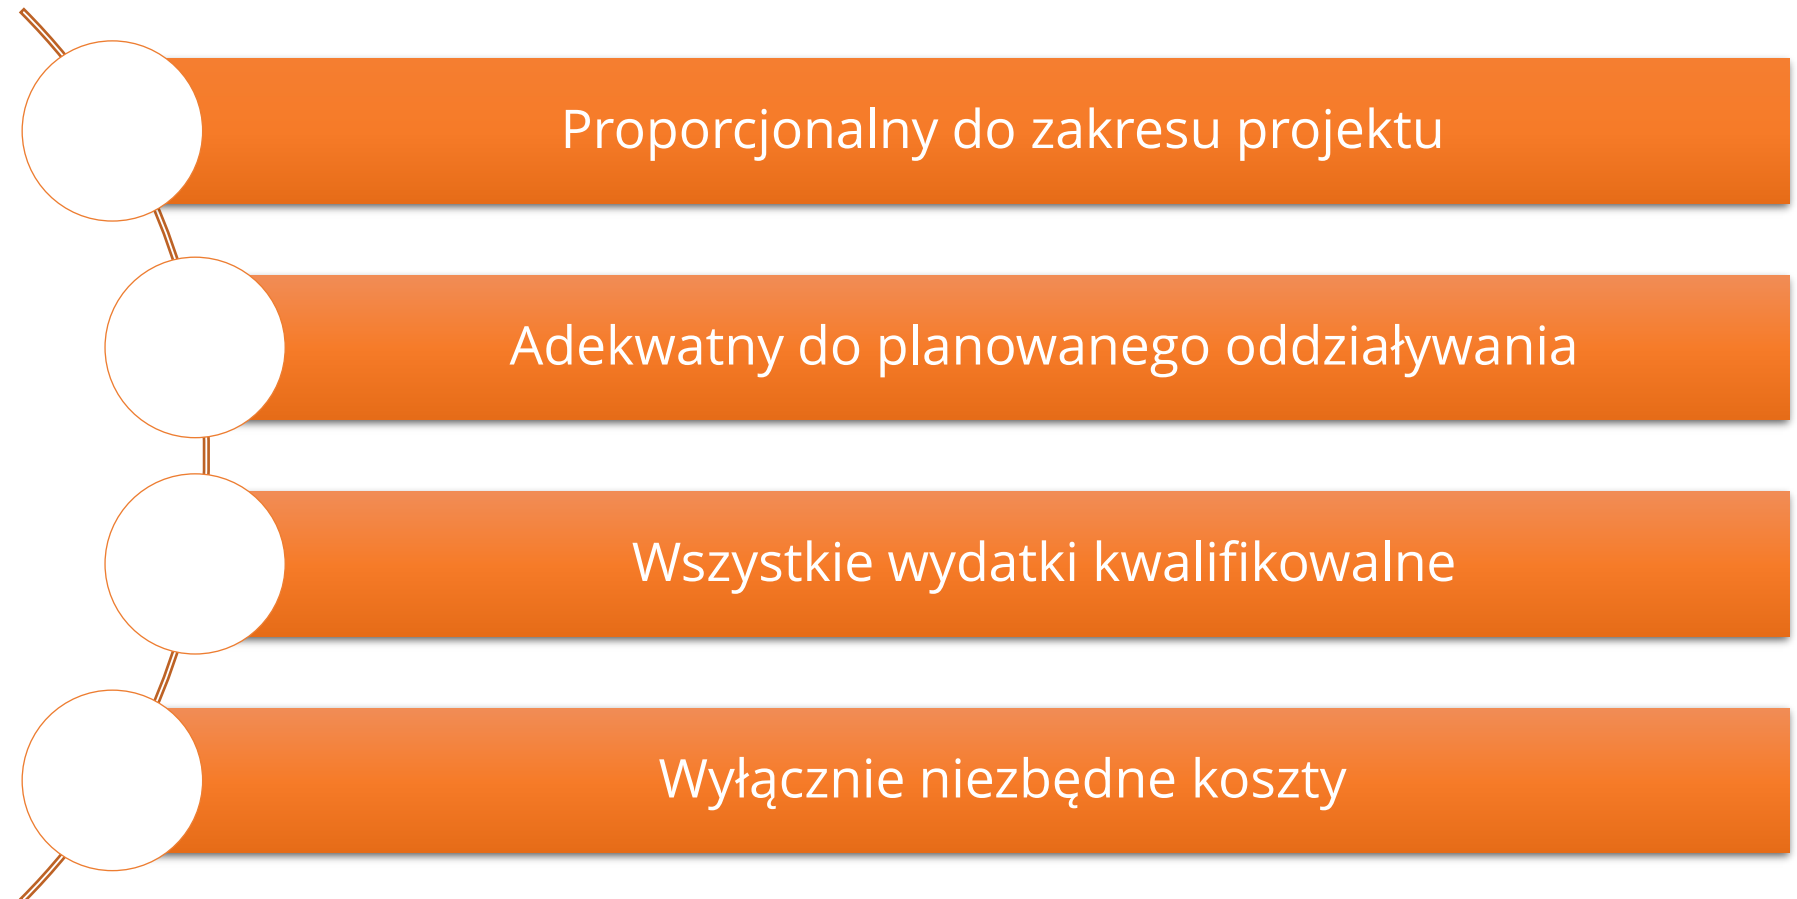 Proporcjonalny do zakresu projektu
Adekwatny do planowanego oddziaływania
Wszystkie wydatki kwalifikowalne
Wyłącznie niezbędne koszty